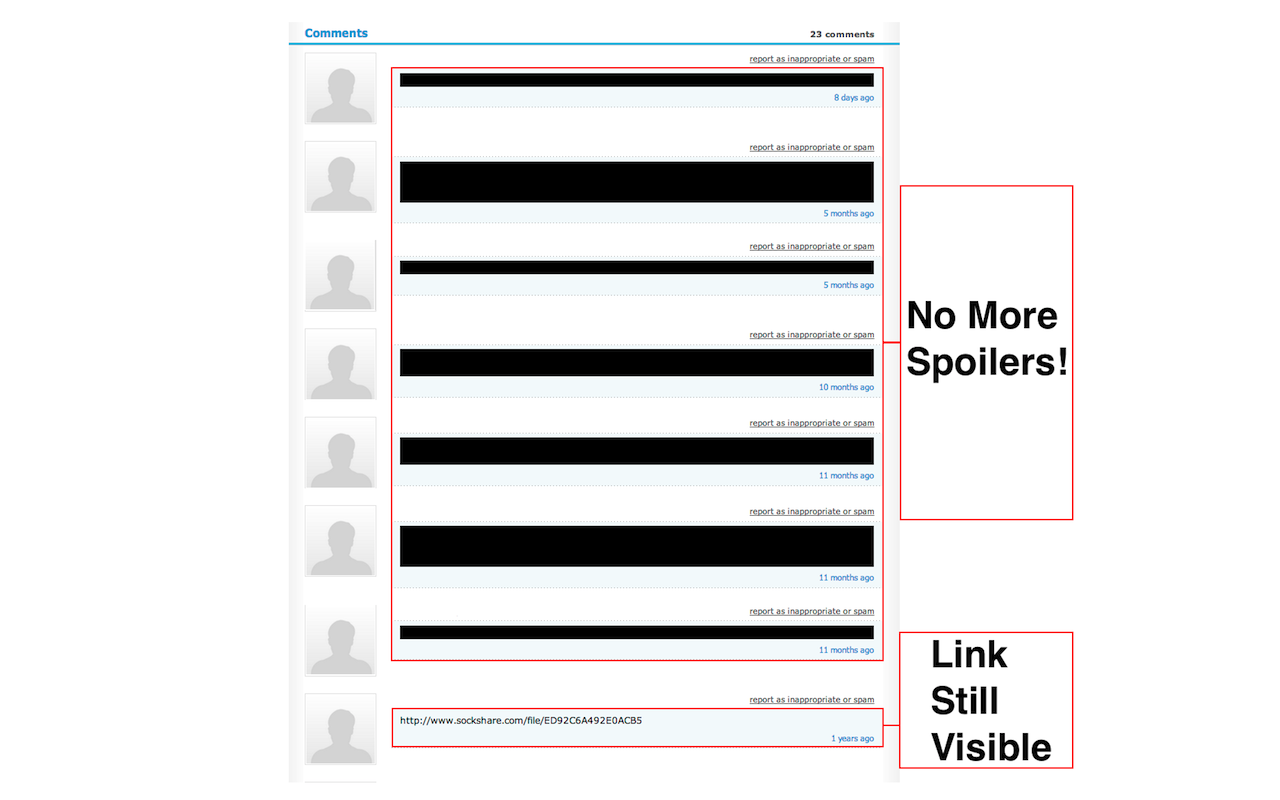 Comments
23 comments
report as inappropriate or spam
8 days ago
report as inappropriate or spam
5 months ago
report as inappropriate or spam
5 months ago
report as inappropriate or spam
10 months ago
report as inappropriate or spam
11 months ago
report as inappropriate or spam
11 months ago
report as inappropriate or spam
11 months ago
report as inappropriate or spam
http://www.sockshare.com/file/ED92C6A492E0ACB5
1 years ago
No More
Spoilers!
Link
Still
Visible